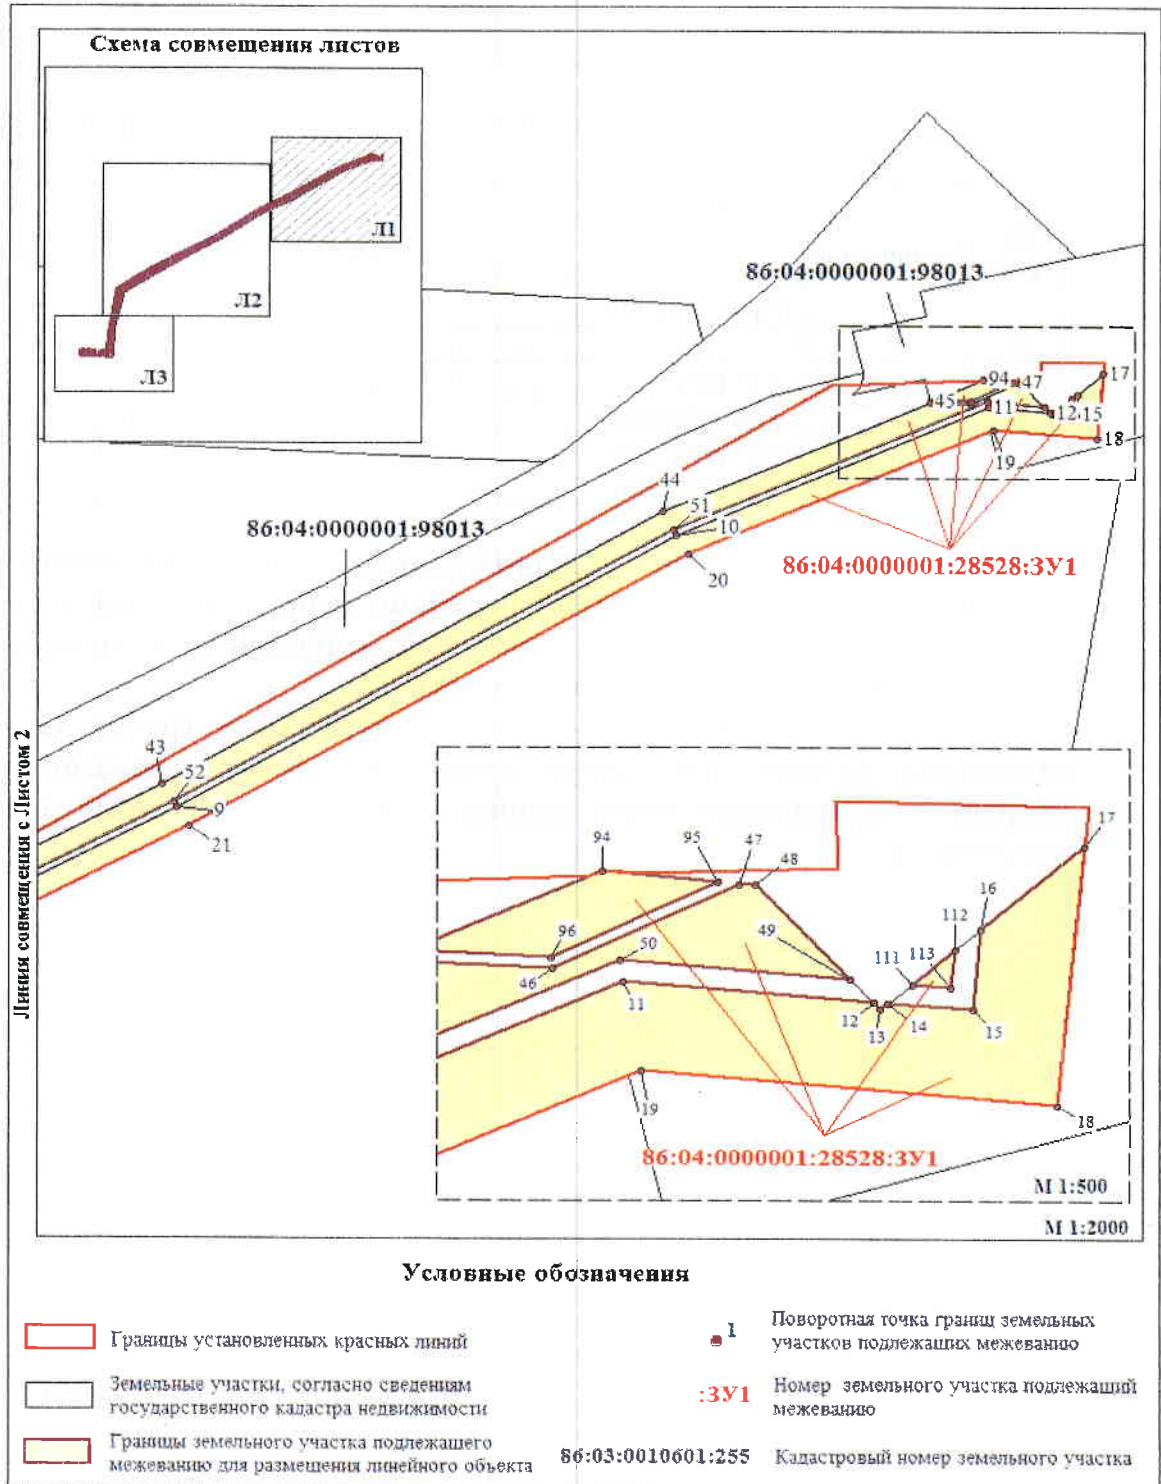 Схема совмещения листов
Л1
Л2
Л3
86:04:0000001:98013
94
47
17
45
11
12
15
18
19
44
51
10
86:04:0000001:98013
20
86:04:0000001:28528:ЗУ1
Линия совмещения с Листом 2
43
52
9
21
94
95
47
48
17
16
112
49
111
113
96
50
46
11
12
13
14
15
19
18
86:04:0000001:28528:ЗУ1
М 1:500
М 1:2000
Условные обозначения
Границы установленных красных линий
Земельные участки, согласно сведениям
государственного кадастра недвижимости
Границы земельного участка подлежащего
межеванию для размещения линейного объекта
1
Поворотная точка границ земельных
участков подлежащих межеванию
:ЗУ1
Номер земельного участка подлежащий
межеванию
86:03:0010601:255
Кадастровый номер земельного участка